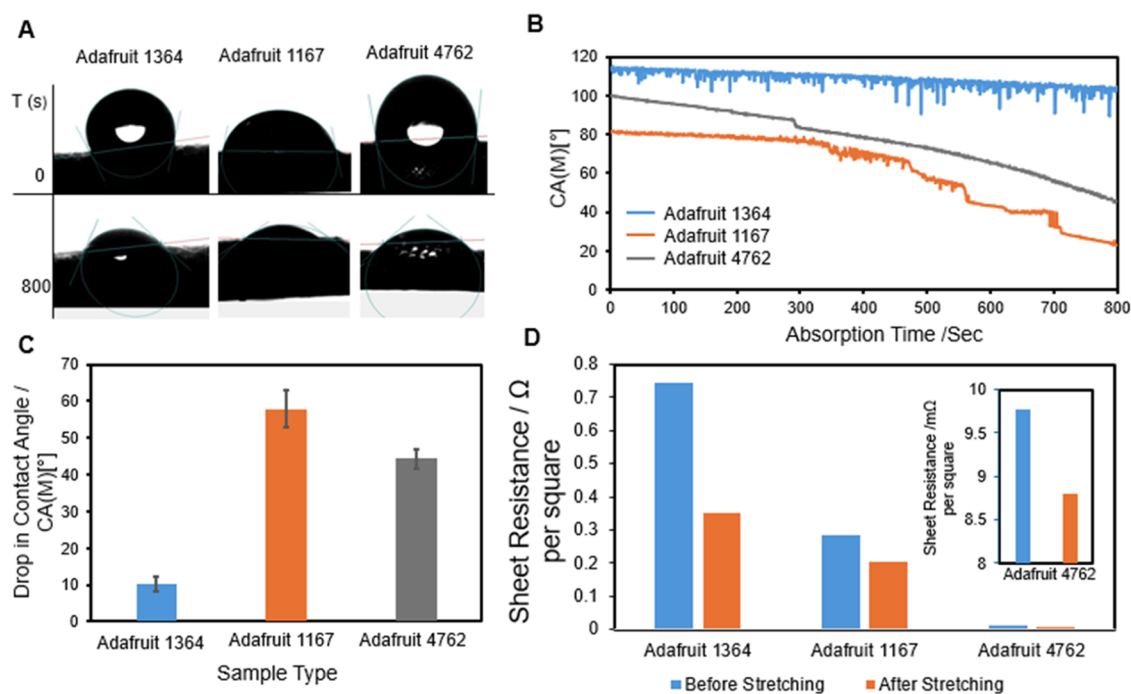 A
Adafruit 1364
Adafruit 1167
Adafruit 4762
T (s)
0
800
B
120
100
80
60
40
20
0
CA(M)[°]
Adafruit 1364
Adafruit 1167
Adafruit 4762
0
100
200
300
400
500
600
700
800
Absorption Time /Sec
C
70
60
50
40
30
20
10
0
Drop in Contact Angle /
CA(M)[°]
Adafruit 1364
Adafruit 1167
Adafruit 4762
Sample Type
D
0.8
0.7
0.6
0.5
0.4
0.3
0.2
0.1
0
Sheet Resistance / Ω
per square
10
9.5
9
8.5
8
Sheet Resistance /mΩ
per square
Adafruit 4762
Adafruit 1364
Adafruit 1167
Adafruit 4762
Before Stretching
After Stretching